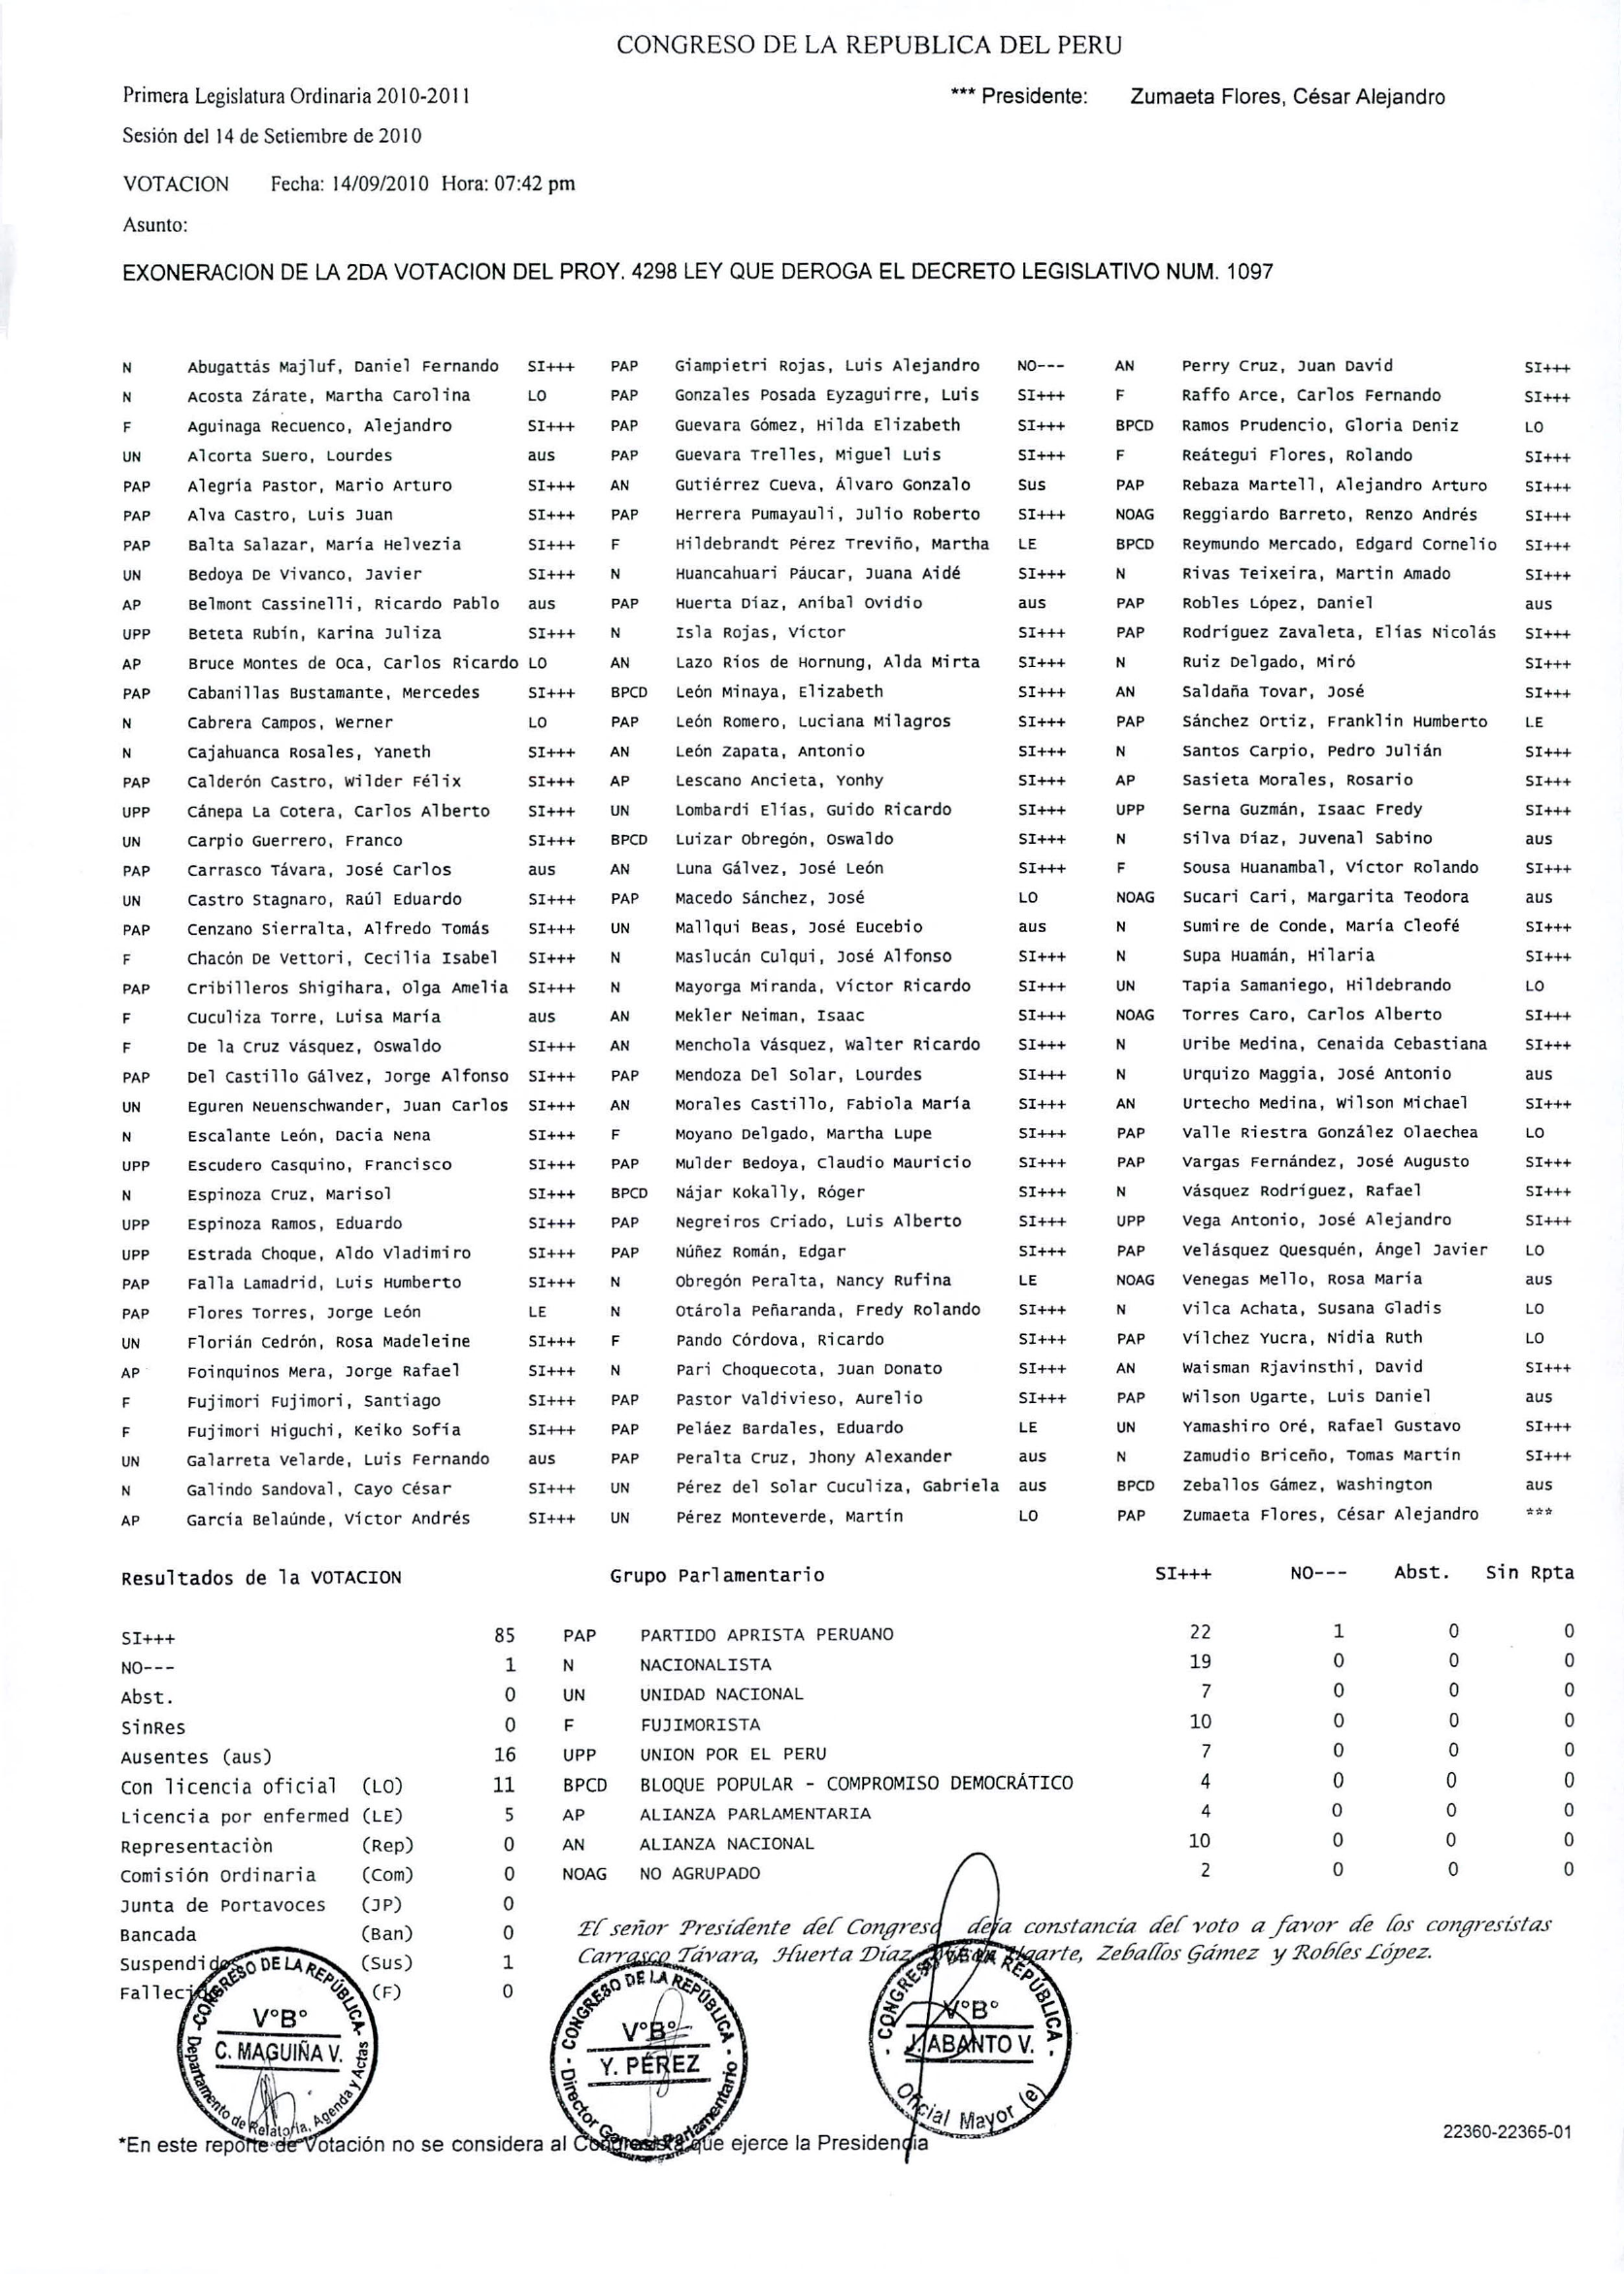 CONGRESO DE LA REPUBLICA DEL PERU
Primera Legislatura Ordinaria 2010-2011 *** Presidente: Zumaeta Flores, César Alejandro
Sesión del 14 de Setiembre de 2010
VOTACION Fecha: 14/09/2010 Hora: 07:42 pm
Asunto:
EXONERACION DE LA 2DA VOTACION DEL PROY. 4298 LEY QUE DEROGA EL DECRETO LEGISLATIVO NUM. 1097
N Abugattás Majluf, Daniel Fernando SI+++ PAP Giampietri Rojas, Luis Alejandro NO--- AN Perry Cruz, Juan David SI+++
N Acosta Zárate, Martha Carolina LO PAP Gonzales Posada Eyzaguirre, Luis SI+++ F Raffo Arce, Carlos Fernando SI+++
F Aguinaga Recuenco, Alejandro SI+++ PAP Guevara Gómez, Hilda Elizabeth SI+++ BPCD Ramos Prudencio, Gloria Deniz LO
UN Alcorta Suero, Lourdes aus PAP Guevara Trelles, Miguel Luis SI+++ F Reátegui Flores, Rolando SI+++
PAP Alegría Pastor, Mario Arturo SI+++ AN Gutiérrez Cueva, Álvaro Gonzalo Sus PAP Rebaza Martell, Alejandro Arturo SI+++
PAP Alva Castro, Luis Juan SI+++ PAP Herrera Pumayauli, Julio Roberto SI+++ NOAG Reggiardo Barreto, Renzo Andrés SI+++
PAP Balta Salazar, María Helvezia SI+++ F Hildebrandt Pérez Treviño, Martha LE BPCD Reymundo Mercado, Edgard Cornelio SI+++
UN Bedoya De Vivanco, Javier SI+++ N Huancahuari Páucar, Juana Aidé SI+++ N Rivas Teixeira, Martin Amado SI+++
AP Belmont Cassinelli, Ricardo Pablo aus PAP Huerta Díaz, Aníbal Ovidio aus PAP Robles López, Daniel aus
UPP Beteta Rubín, Karina Juliza SI+++ N Isla Rojas, Víctor SI+++ PAP Rodríguez Zavaleta, Elías Nicolás SI+++
AP Bruce Montes de Oca, Carlos Ricardo LO AN Lazo Ríos de Hornung, Alda Mirta SI+++ N Ruiz Delgado, Miró SI+++
PAP Cabanillas Bustamante, Mercedes SI+++ BPCD León Minaya, Elizabeth SI+++ AN Saldaña Tovar, José SI+++
N Cabrera Campos, Werner LO PAP León Romero, Luciana Milagros SI+++ PAP Sánchez Ortiz, Franklin Humberto LE
N Cajahuanca Rosales, Yaneth SI+++ AN León Zapata, Antonio SI+++ N Santos Carpio, Pedro Julián SI+++
PAP Calderón Castro, Wilder Félix SI+++ AP Lescano Ancieta, Yonhy SI+++ AP Sasieta Morales, Rosario SI+++
UPP Cánepa La Cotera, Carlos Alberto SI+++ UN Lombardi Elías, Guido Ricardo SI+++ UPP Serna Guzmán, Isaac Fredy SI+++
UN Carpio Guerrero, Franco SI+++ BPCD Luizar Obregón, Oswaldo SI+++ N Silva Díaz, Juvenal Sabino aus
PAP Carrasco Távara, José Carlos aus AN Luna Gálvez, José León SI+++ F Sousa Huanambal, Víctor Rolando SI+++
UN Castro Stagnaro, Raúl Eduardo SI+++ PAP Macedo Sánchez, José LO NOAG Sucari Cari, Margarita Teodora aus
PAP Cenzano Sierralta, Alfredo Tomás SI+++ UN Mallqui Beas, José Eucebio aus N Sumire de Conde, María Cleofé SI+++
F Chacón De Vettori, Cecilia Isabel SI+++ N Maslucán Culqui, José Alfonso SI+++ N Supa Huamán, Hilaria SI+++
PAP Cribilleros Shigihara, Olga Amelia SI+++ N Mayorga Miranda, Víctor Ricardo SI+++ UN Tapia Samaniego, Hildebrando LO
F Cuculiza Torre, Luisa María aus AN Mekler Neiman, Isaac SI+++ NOAG Torres Caro, Carlos Alberto SI+++
F De la Cruz Vásquez, Oswaldo SI+++ AN Menchola Vásquez, Walter Ricardo SI+++ N Uribe Medina, Cenaida Cebastiana SI+++
PAP Del Castillo Gálvez, Jorge Alfonso SI+++ PAP Mendoza Del Solar, Lourdes SI+++ N Urquizo Maggia, José Antonio aus
UN Eguren Neuenschwander, Juan Carlos SI+++ AN Morales Castillo, Fabiola María SI+++ AN Urtecho Medina, Wilson Michael SI+++
N Escalante León, Dacia Nena SI+++ F Moyano Delgado, Martha Lupe SI+++ PAP Valle Riestra González Olaechea LO
UPP Escudero Casquino, Francisco SI+++ PAP Mulder Bedoya, Claudio Mauricio SI+++ PAP Vargas Fernández, José Augusto SI+++
N Espinoza Cruz, Marisol SI+++ BPCD Nájar Kokally, Róger SI+++ N Vásquez Rodríguez, Rafael SI+++
UPP Espinoza Ramos, Eduardo SI+++ PAP Negreiros Criado, Luis Alberto SI+++ UPP Vega Antonio, José Alejandro SI+++
UPP Estrada Choque, Aldo Vladimiro SI+++ PAP Núñez Román, Edgar SI+++ PAP Velásquez Quesquén, Ángel Javier LO
PAP Falla Lamadrid, Luis Humberto SI+++ N Obregón Peralta, Nancy Rufina LE NOAG Venegas Mello, Rosa María aus
PAP Flores Torres, Jorge León LE N Otárola Peñaranda, Fredy Rolando SI+++ N Vilca Achata, Susana Gladis LO
UN Florián Cedrón, Rosa Madeleine SI+++ F Pando Córdova, Ricardo SI+++ PAP Vílchez Yucra, Nidia Ruth LO
AP Foinquinos Mera, Jorge Rafael SI+++ N Pari Choquecota, Juan Donato SI+++ AN Waisman Rjavinsthi, David SI+++
F Fujimori Fujimori, Santiago SI+++ PAP Pastor Valdivieso, Aurelio SI+++ PAP Wilson Ugarte, Luis Daniel aus
F Fujimori Higuchi, Keiko Sofía SI+++ PAP Peláez Bardales, Eduardo LE UN Yamashiro Oré, Rafael Gustavo SI+++
UN Galarreta Velarde, Luis Fernando aus PAP Peralta Cruz, Jhony Alexander aus N Zamudio Briceño, Tomas Martín SI+++
N Galindo Sandoval, Cayo César SI+++ UN Pérez del Solar Cuculiza, Gabriela aus BPCD Zeballos Gámez, Washington aus
AP García Belaúnde, Víctor Andrés SI+++ UN Pérez Monteverde, Martín LO PAP Zumaeta Flores, César Alejandro ***
Resultados de la VOTACION Grupo Parlamentario SI+++ NO--- Abst. Sin Rpta
SI+++ 85 PAP PARTIDO APRISTA PERUANO 22 1 0 0
NO--- 1 N NACIONALISTA 19 0 0 0
Abst. 0 UN UNIDAD NACIONAL 7 0 0 0
SinRes 0 F FUJIMORISTA 10 0 0 0
Ausentes (aus) 16 UPP UNION POR EL PERU 7 0 0 0
Con licencia oficial (LO) 11 BPCD BLOQUE POPULAR - COMPROMISO DEMOCRÁTICO 4 0 0 0
Licencia por enfermed (LE) 5 AP ALIANZA PARLAMENTARIA 4 0 0 0
Representaciòn (Rep) 0 AN ALIANZA NACIONAL 10 0 0 0
Comisión Ordinaria (Com) 0 NOAG NO AGRUPADO 2 0 0 0
Junta de Portavoces (JP) 0
Bancada (Ban) 0 El señor Presidente del Congreso deja constancia del voto a favor de los congresistas
Suspendidos (Sus) 1 Carrasco Távara, Huerta Díaz, Ugarte, Zeballos Gámez y Robles López.
(F) 0
- CONGRESO DE LA REPÚBLICA -
V°B°
C. MAGUIÑA V.
Departamento de Relatoría, Agenda y Actas
- CONGRESO DE LA REPÚBLICA -
V°B°
Y. PÉREZ
Director General Parlamentario
- CONGRESO DE LA REPÚBLICA -
V°B°
J. ABANTO V.
Oficial Mayor (e)
*En este reporte de Votación no se considera al Congresista que ejerce la Presidencia
22360-22365-01